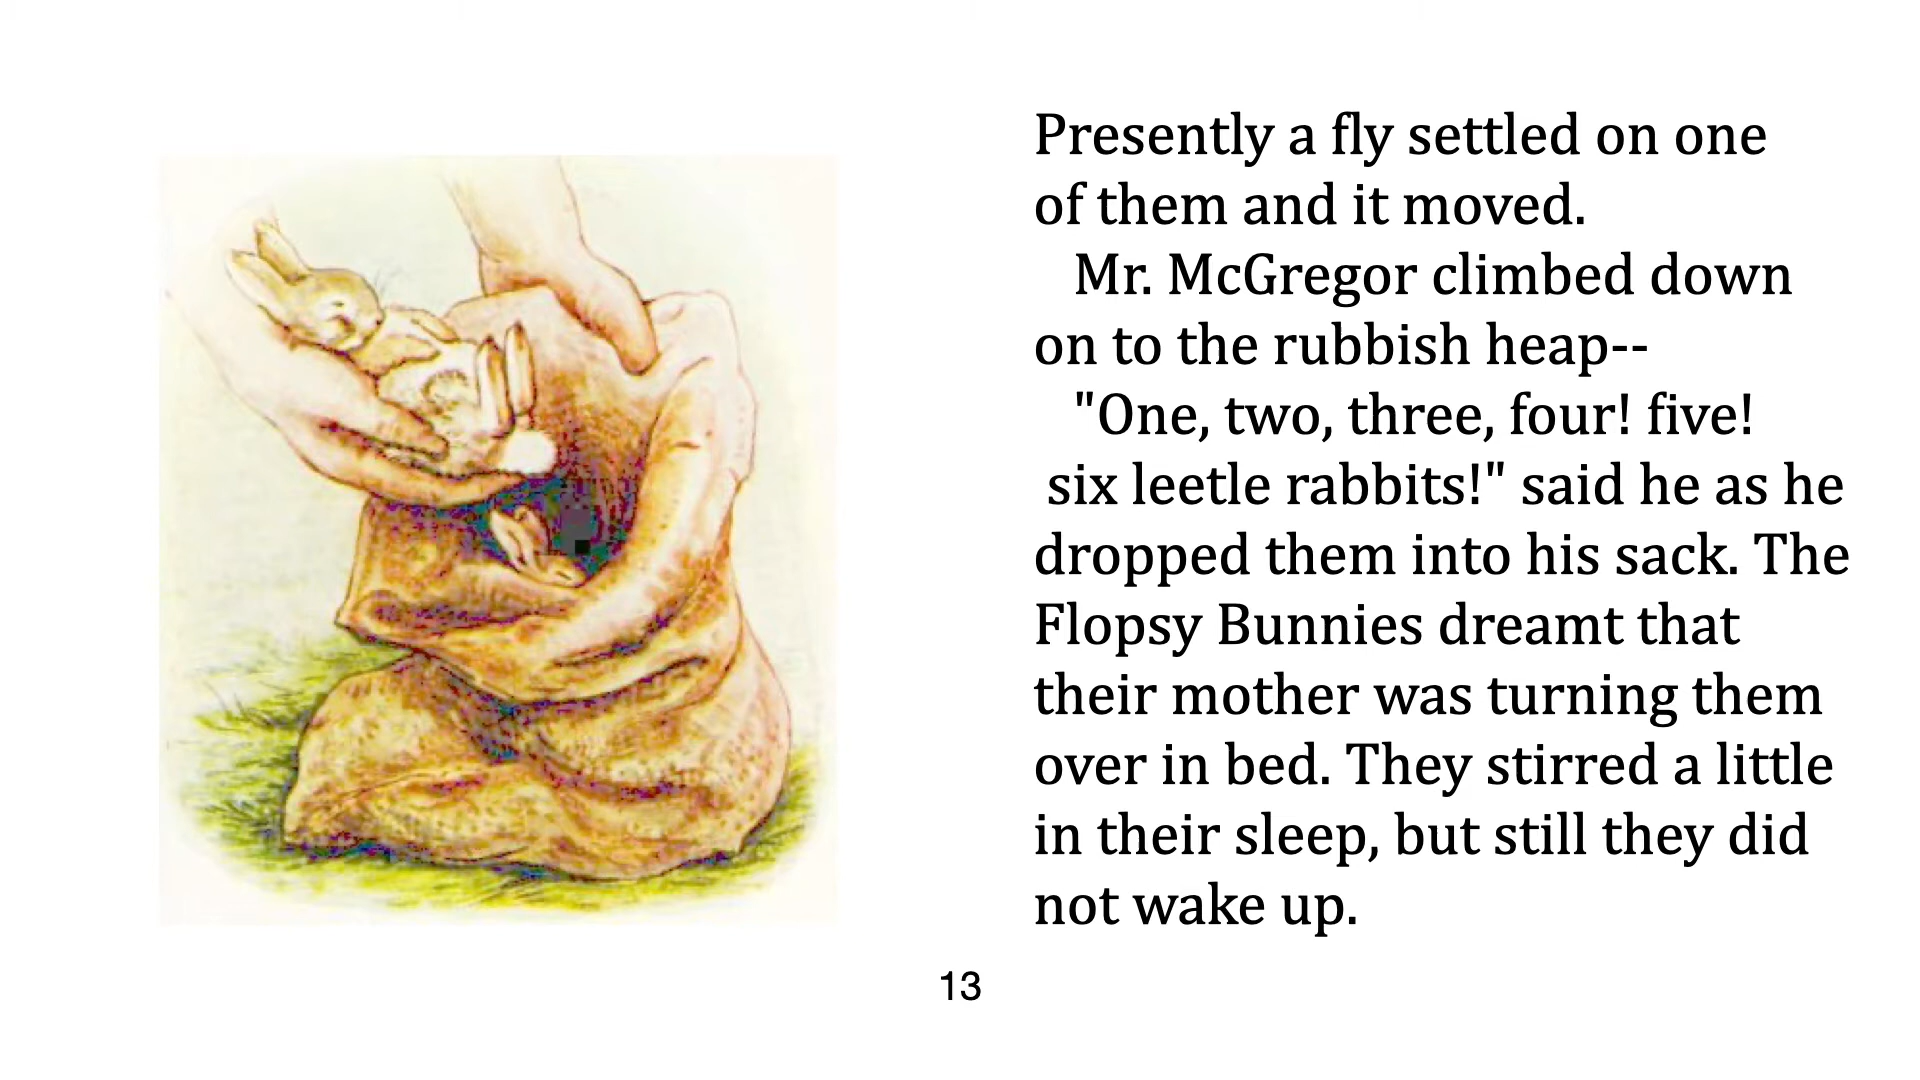 Presently a fly settled on one
of them and it moved.
Mr. McGregor climbed down
on to the rubbish heap--
"One, two, three, four! five!
six leetle rabbits!" said he as he
dropped them into his sack. The
Flopsy Bunnies dreamt that
their mother was turning them
over in bed. They stirred a little
in their sleep, but still they did
not wake up.
13